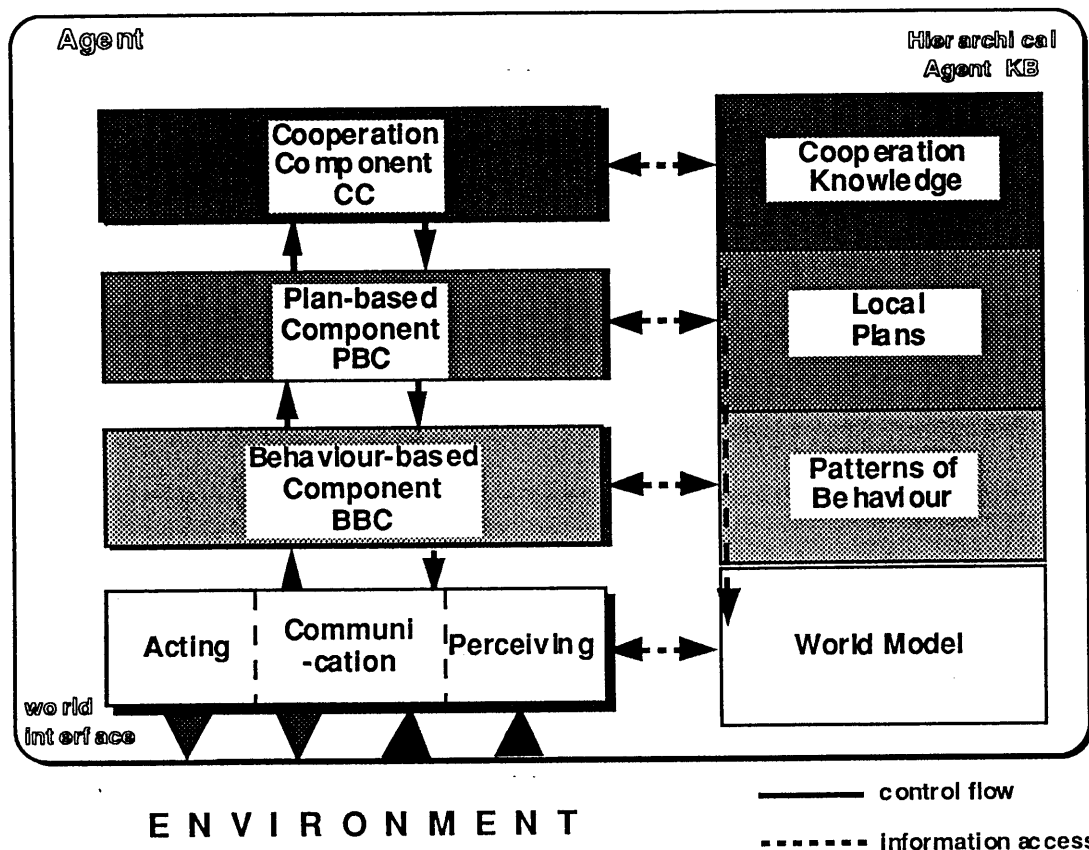 Agent
Hierarchical
Agent KB
Cooperation
Component
CC
Cooperation
Knowledge
Plan-based
Component
PBC
Local
Plans
Behaviour-based
Component
BBC
Patterns of
Behaviour
Acting
Communi
-cation
Perceiving
World Model
world
interface
ENVIRONMENT
control flow
information access